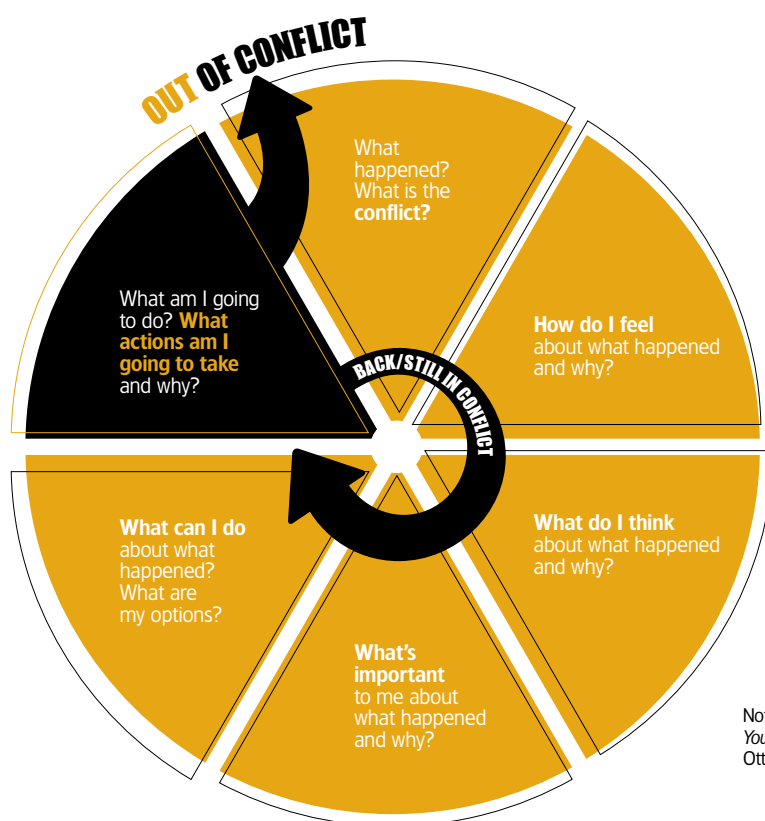 OUT OF CONFLICT
What
happened?
What is the
conflict?
How do I feel
about what happened
and why?
What do I think
about what happened
and why?
What's
important
to me about
what happened
and why?
What can I do
about what
happened?
What are
my options?
What am I going
to do? What
actions am I
going to take
and why?
BACK/STILL IN CONFLICT